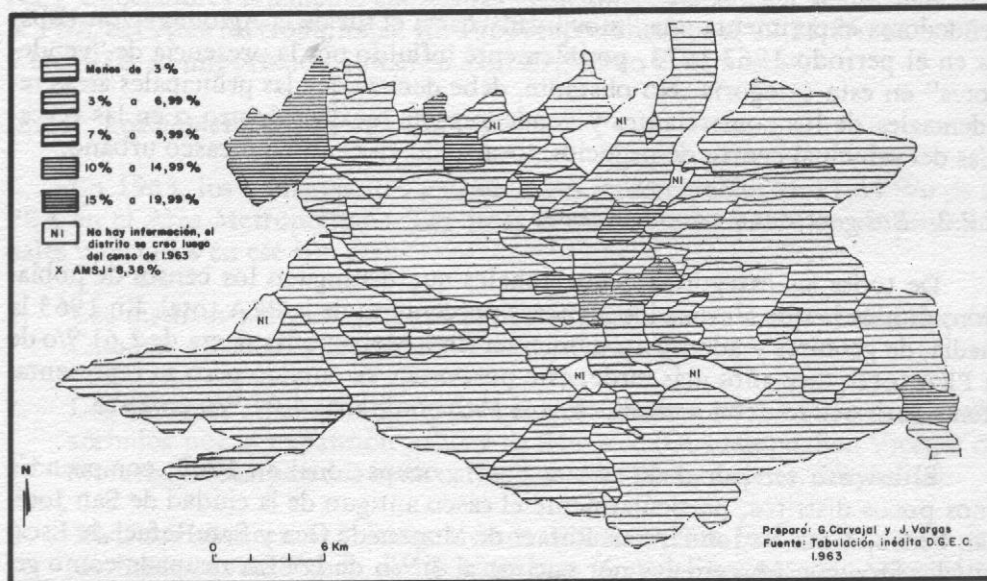 Menos de 3%
3% a 6,99%
7% a 9,99%
10% a 14,99%
15% a 19,99%
NI No hay información, el
distrito se creo luego
del censo de 1.963
X AMSJ= 8,38%
NI
NI
NI
NI
NI
NI
N
0 6 Km
Preparó: G.Carvajal y J. Vargas
Fuente: Tabulación inédita D.G.E.C.
1.963